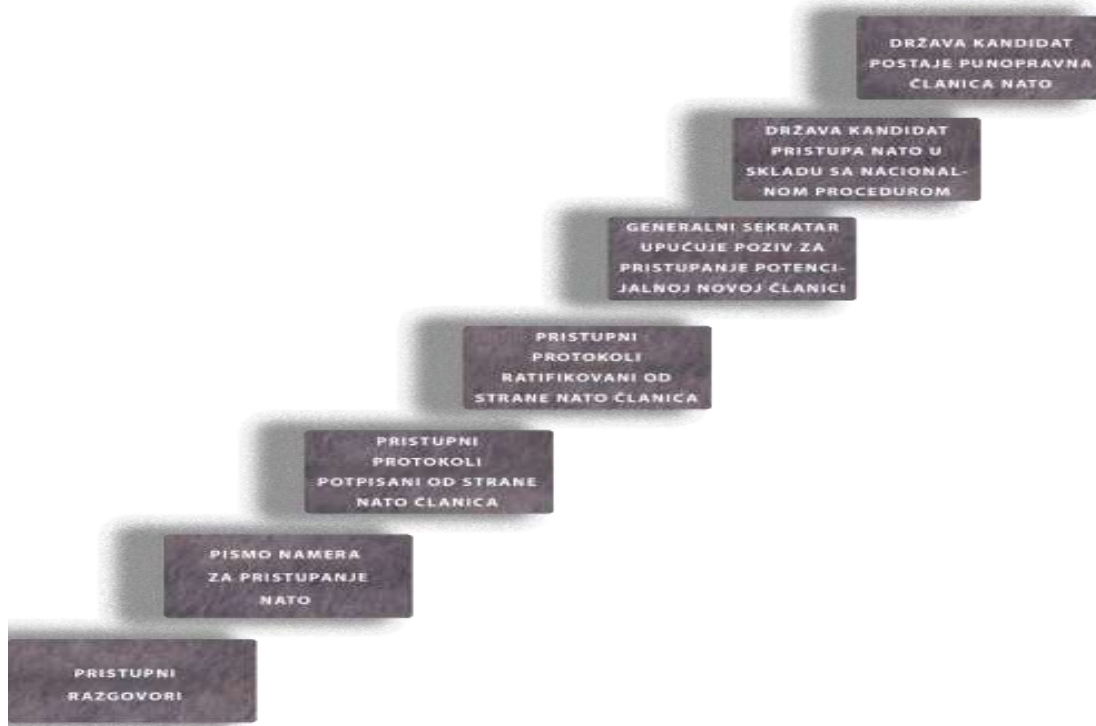 DRŽAVA KANDIDAT
POSTAJE PUNOPRAVNA
ČLANICA NATO
DRŽAVA KANDIDAT
PRISTUPA NATO U
SKLADU SA NACIONAL-
NOM PROCEDUROM
GENERALNI SEKRATAR
UPUĆUJE POZIV ZA
PRISTUPANJE POTENCI-
JALNOJ NOVOJ ČLANICI
PRISTUPNI
PROTOKOLI
RATIFIKOVANI OD
STRANE NATO ČLANICA
PRISTUPNI
PROTOKOLI
POTPISANI OD STRANE
NATO ČLANICA
PISMO NAMERA
ZA PRISTUPANJE
NATO
PRISTUPNI
RAZGOVORI